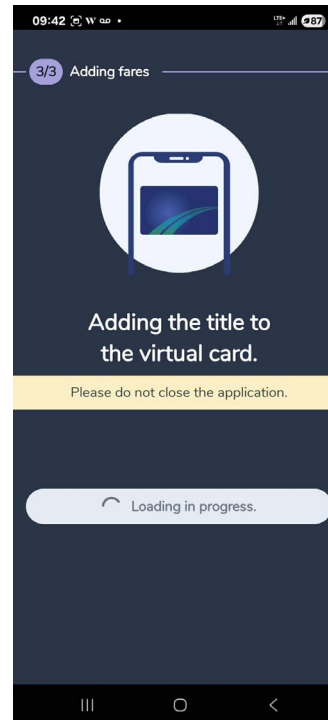 09:42 W
LTE+ 87
3/3 Adding fares
Adding the title to
the virtual card.
Please do not close the application.
Loading in progress.